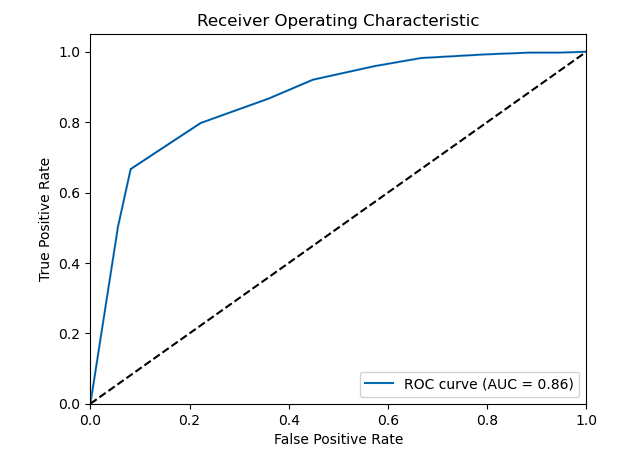 Receiver Operating Characteristic
1.0
0.8
0.6
0.4
0.2
0.0
True Positive Rate
0.0 0.2 0.4 0.6 0.8 1.0
False Positive Rate
ROC curve (AUC = 0.86)